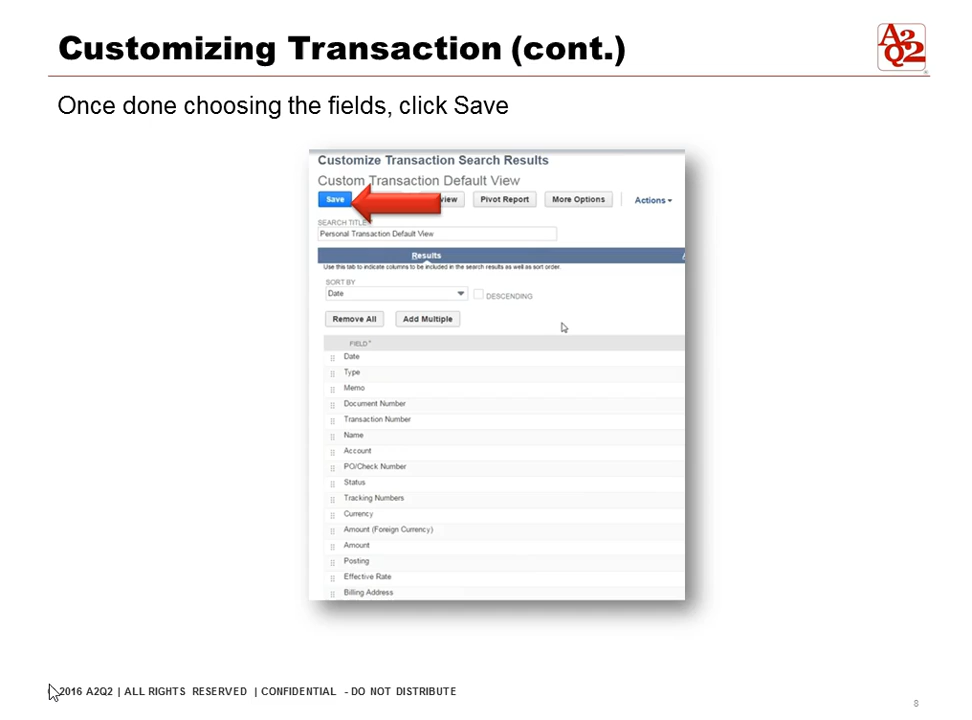 Customizing Transaction (cont.)
A2Q2
Once done choosing the fields, click Save
Customize Transaction Search Results
Custom Transaction Default View
Save Pivot Report More Options Actions
SEARCH TITLE
Personal Transaction Default View
Results
Use this tab to indicate columns to be included in the search results as well as sort order.
SORT BY
Date DESCENDING
Remove All Add Multiple
FIELD*
Date
Type
Memo
Document Number
Transaction Number
Name
Account
PO/Check Number
Status
Tracking Numbers
Currency
Amount (Foreign Currency)
Amount
Posting
Effective Rate
Billing Address
2016 A2Q2 | ALL RIGHTS RESERVED | CONFIDENTIAL - DO NOT DISTRIBUTE
8